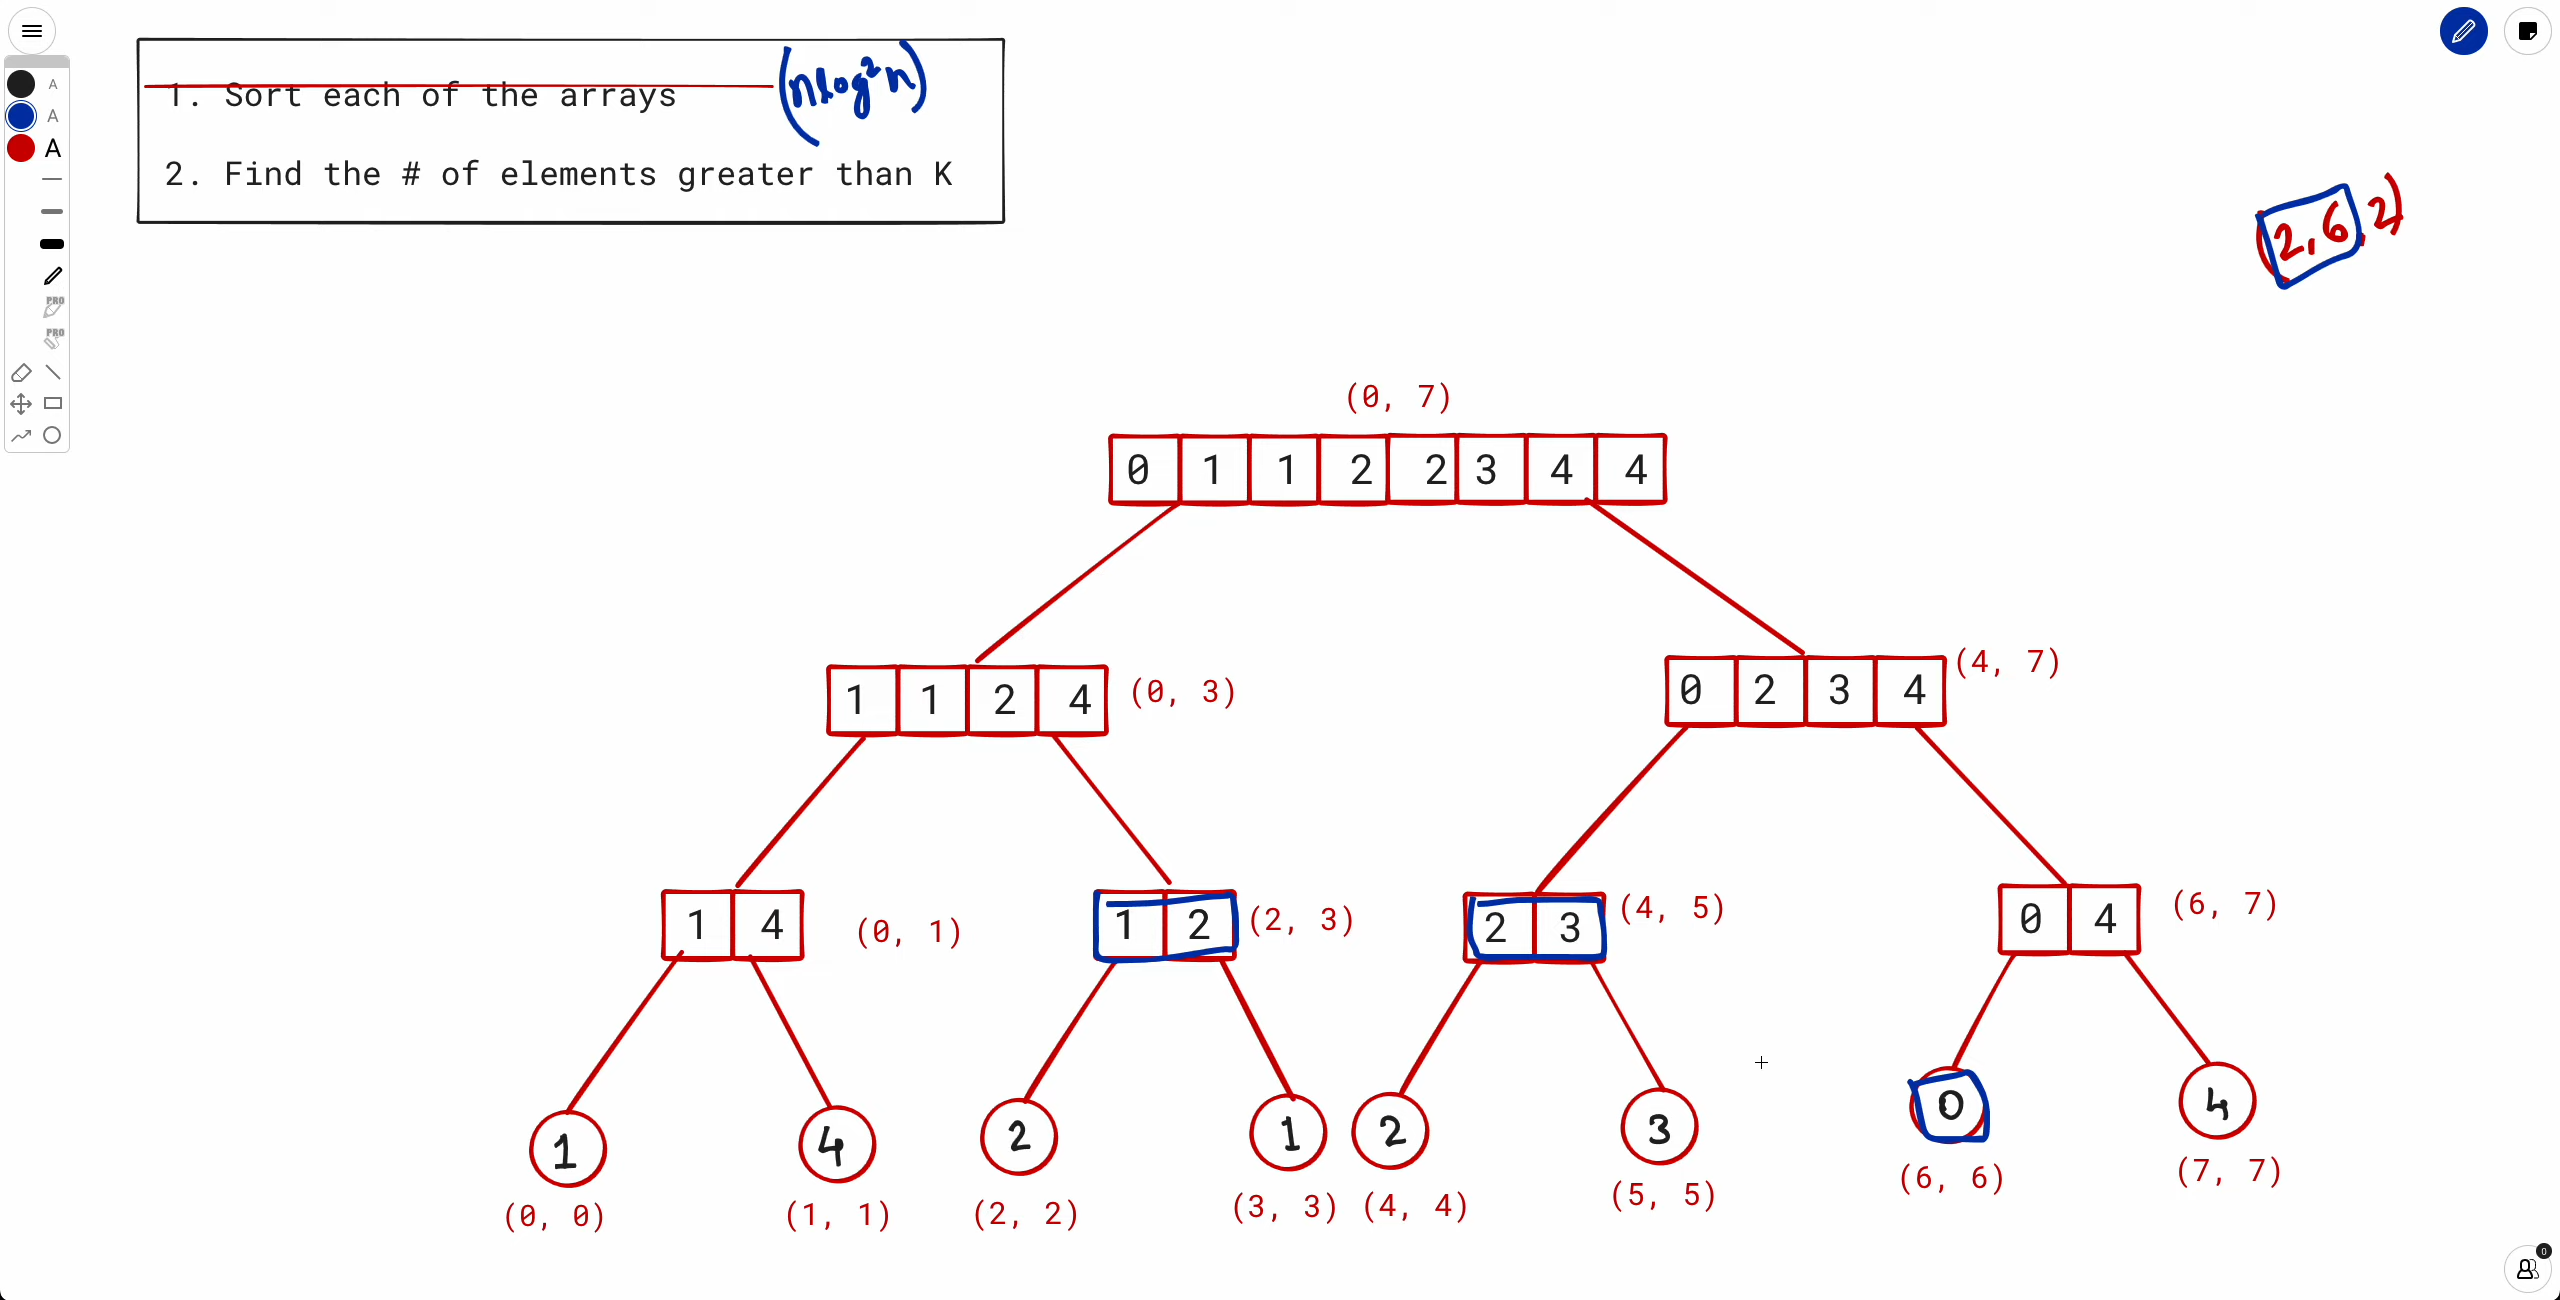 1. Sort each of the arrays (nlog²n)
2. Find the # of elements greater than K
(2,6,2)
(0, 7)
0 1 1 2 2 3 4 4
1 1 2 4 (0, 3)
0 2 3 4 (4, 7)
1 4 (0, 1)
1 2 (2, 3)
2 3 (4, 5)
0 4 (6, 7)
1 4 2 1 2 3 0 4
(0, 0) (1, 1) (2, 2) (3, 3) (4, 4) (5, 5) (6, 6) (7, 7)
A
A
A
PRO
PRO
0